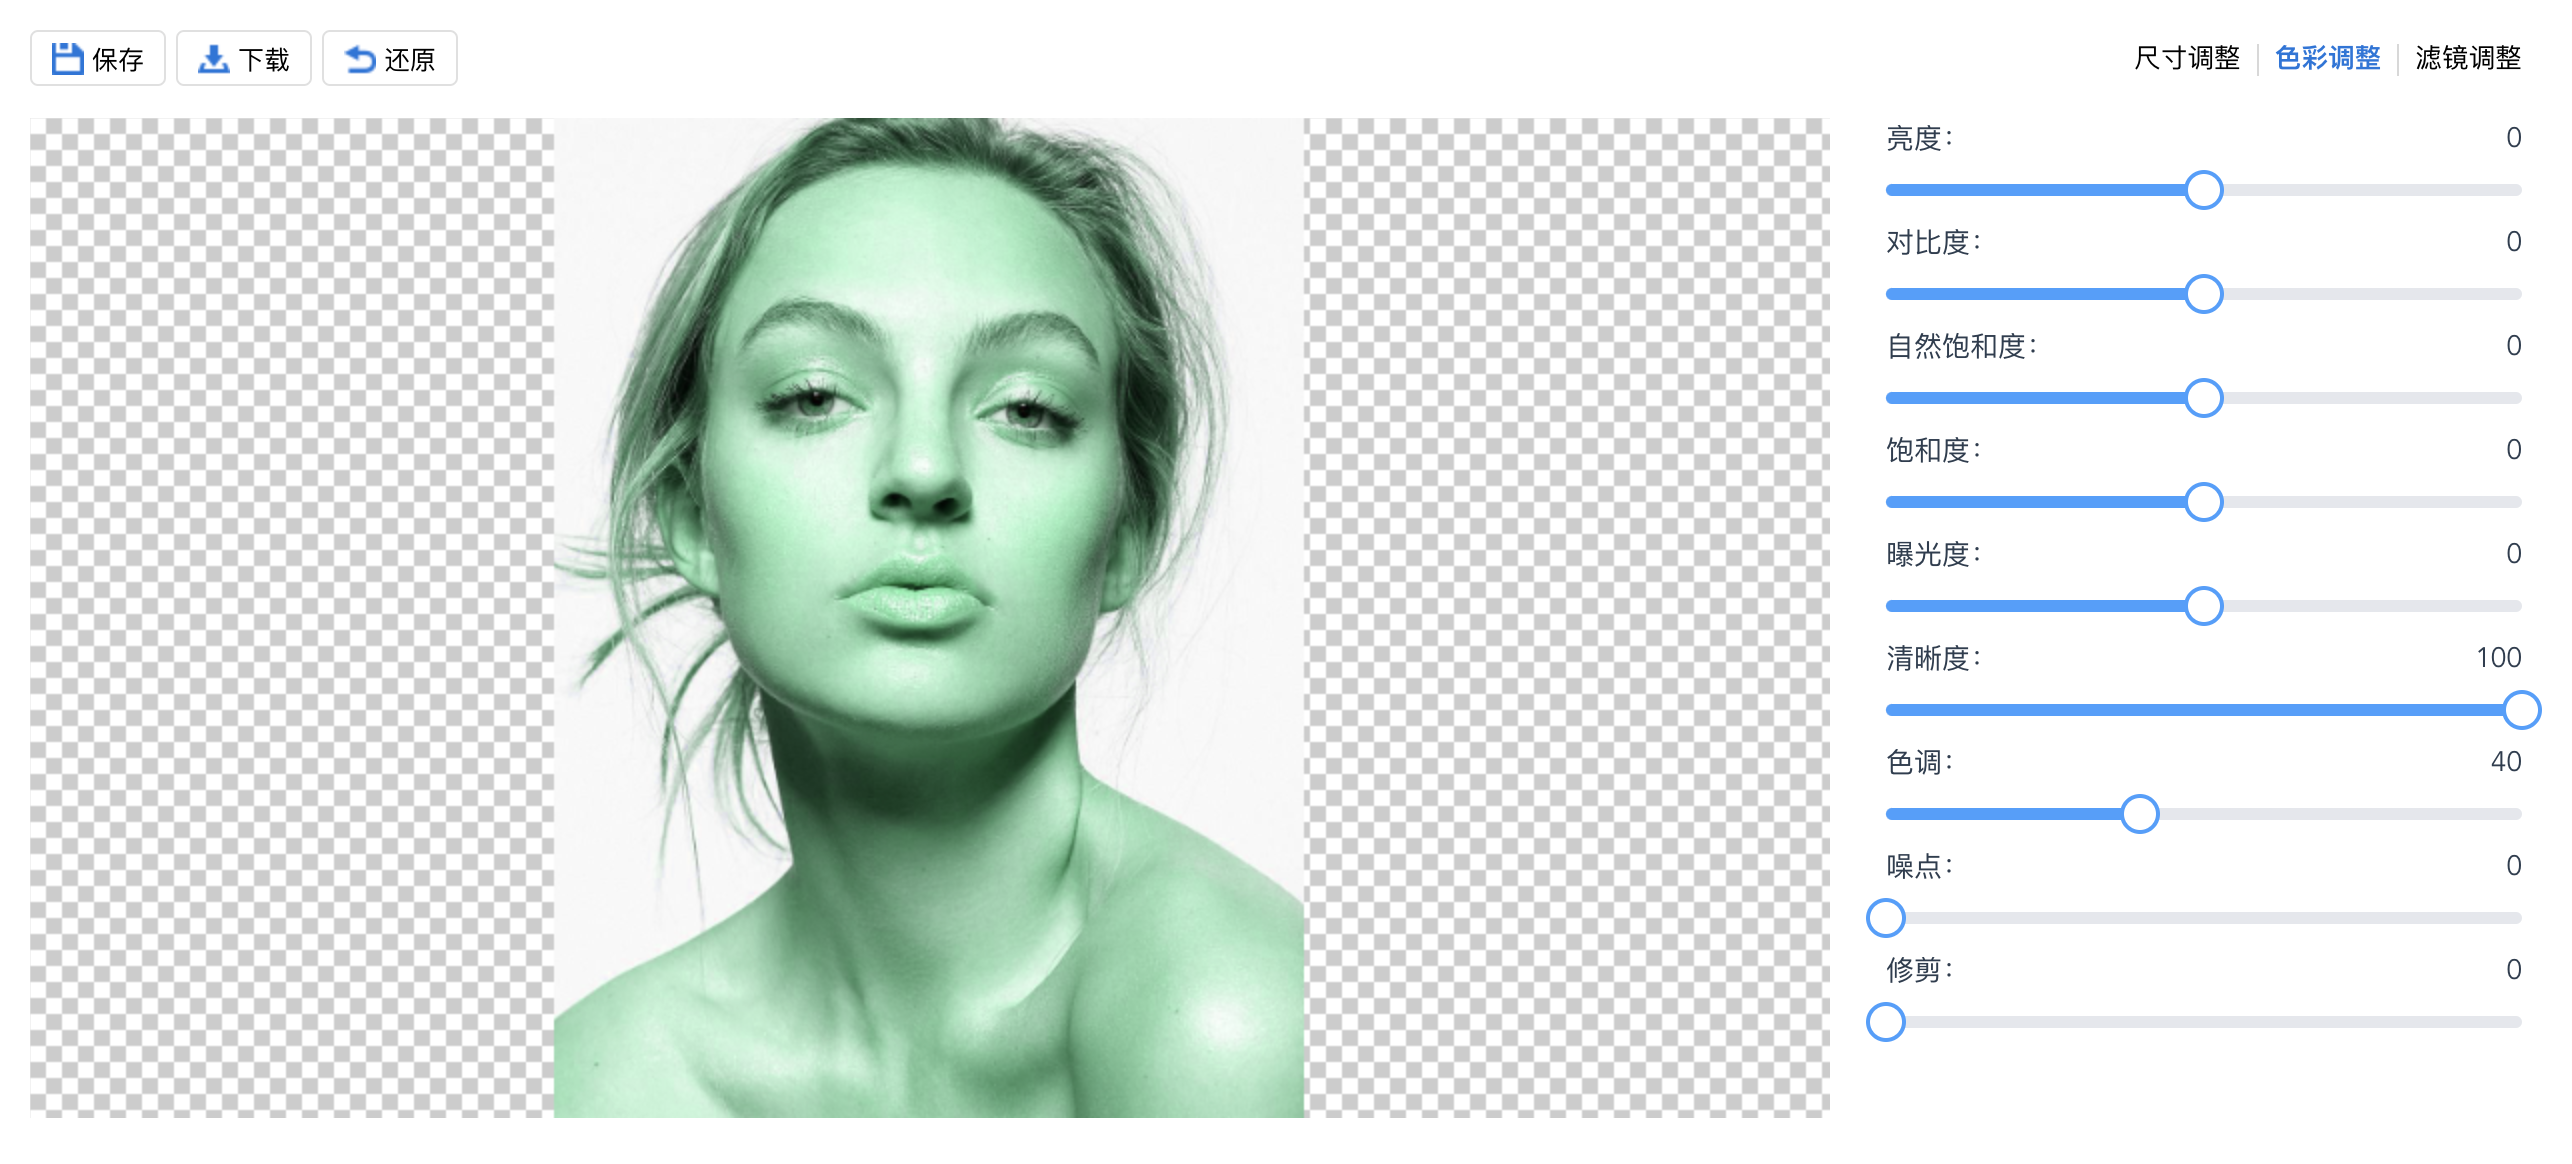 保存 下载 还原 尺寸调整 色彩调整 滤镜调整
亮度： 0
对比度： 0
自然饱和度： 0
饱和度： 0
曝光度： 0
清晰度： 100
色调： 40
噪点： 0
修剪： 0